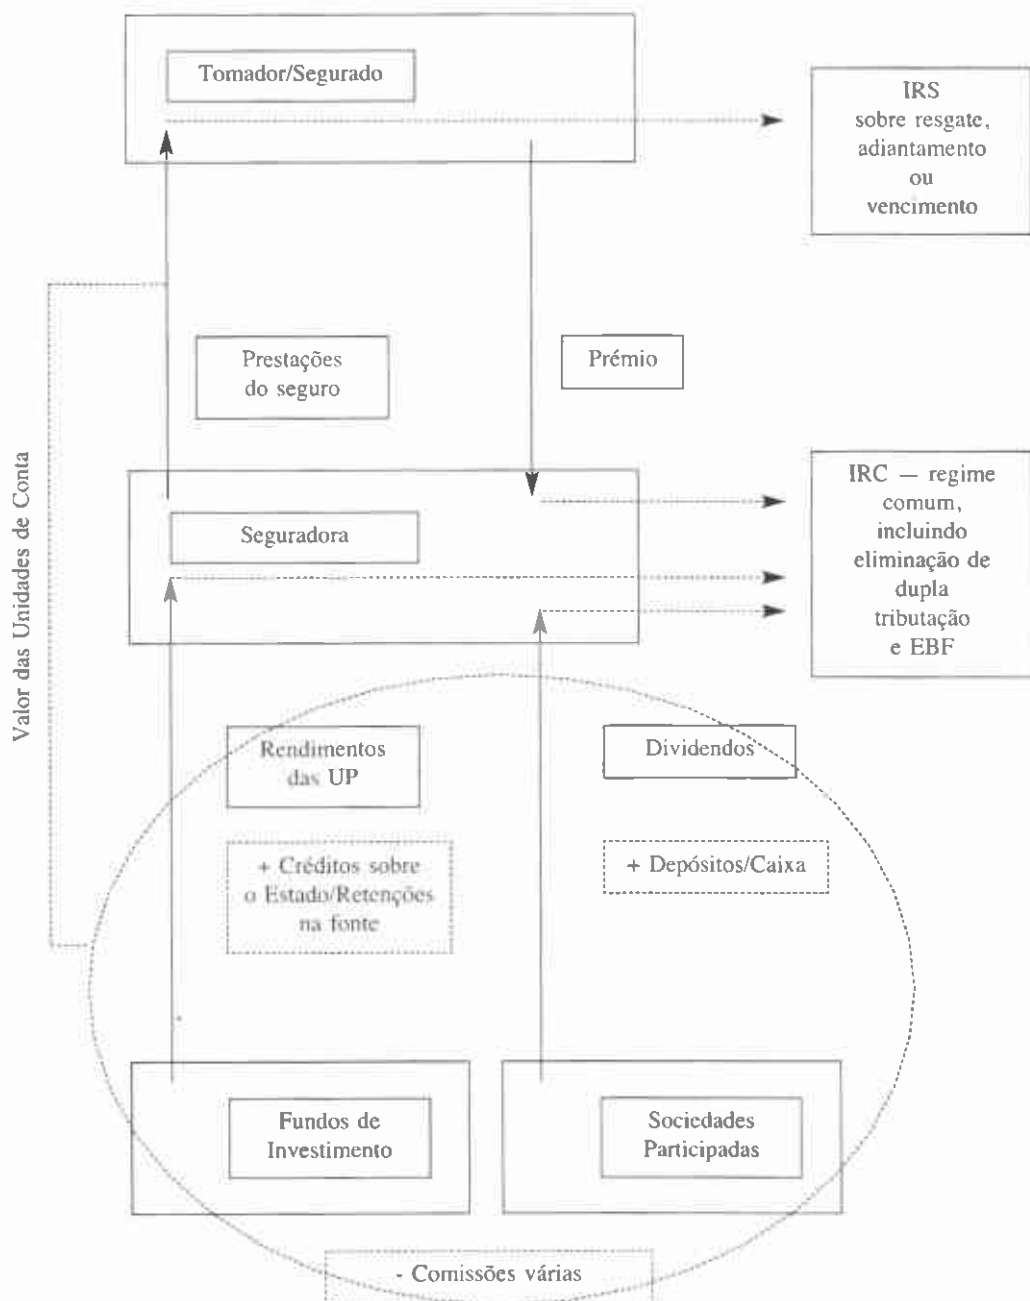 Tomador/Segurado
IRS
sobre resgate,
adiantamento
ou
vencimento
Prestações
do seguro
Prémio
Valor das Unidades de Conta
Seguradora
IRC — regime
comum,
incluindo
eliminação de
dupla
tributação
e EBF
Rendimentos
das UP
Dividendos
+ Créditos sobre
o Estado/Retenções
na fonte
+ Depósitos/Caixa
Fundos de
Investimento
Sociedades
Participadas
- Comissões várias